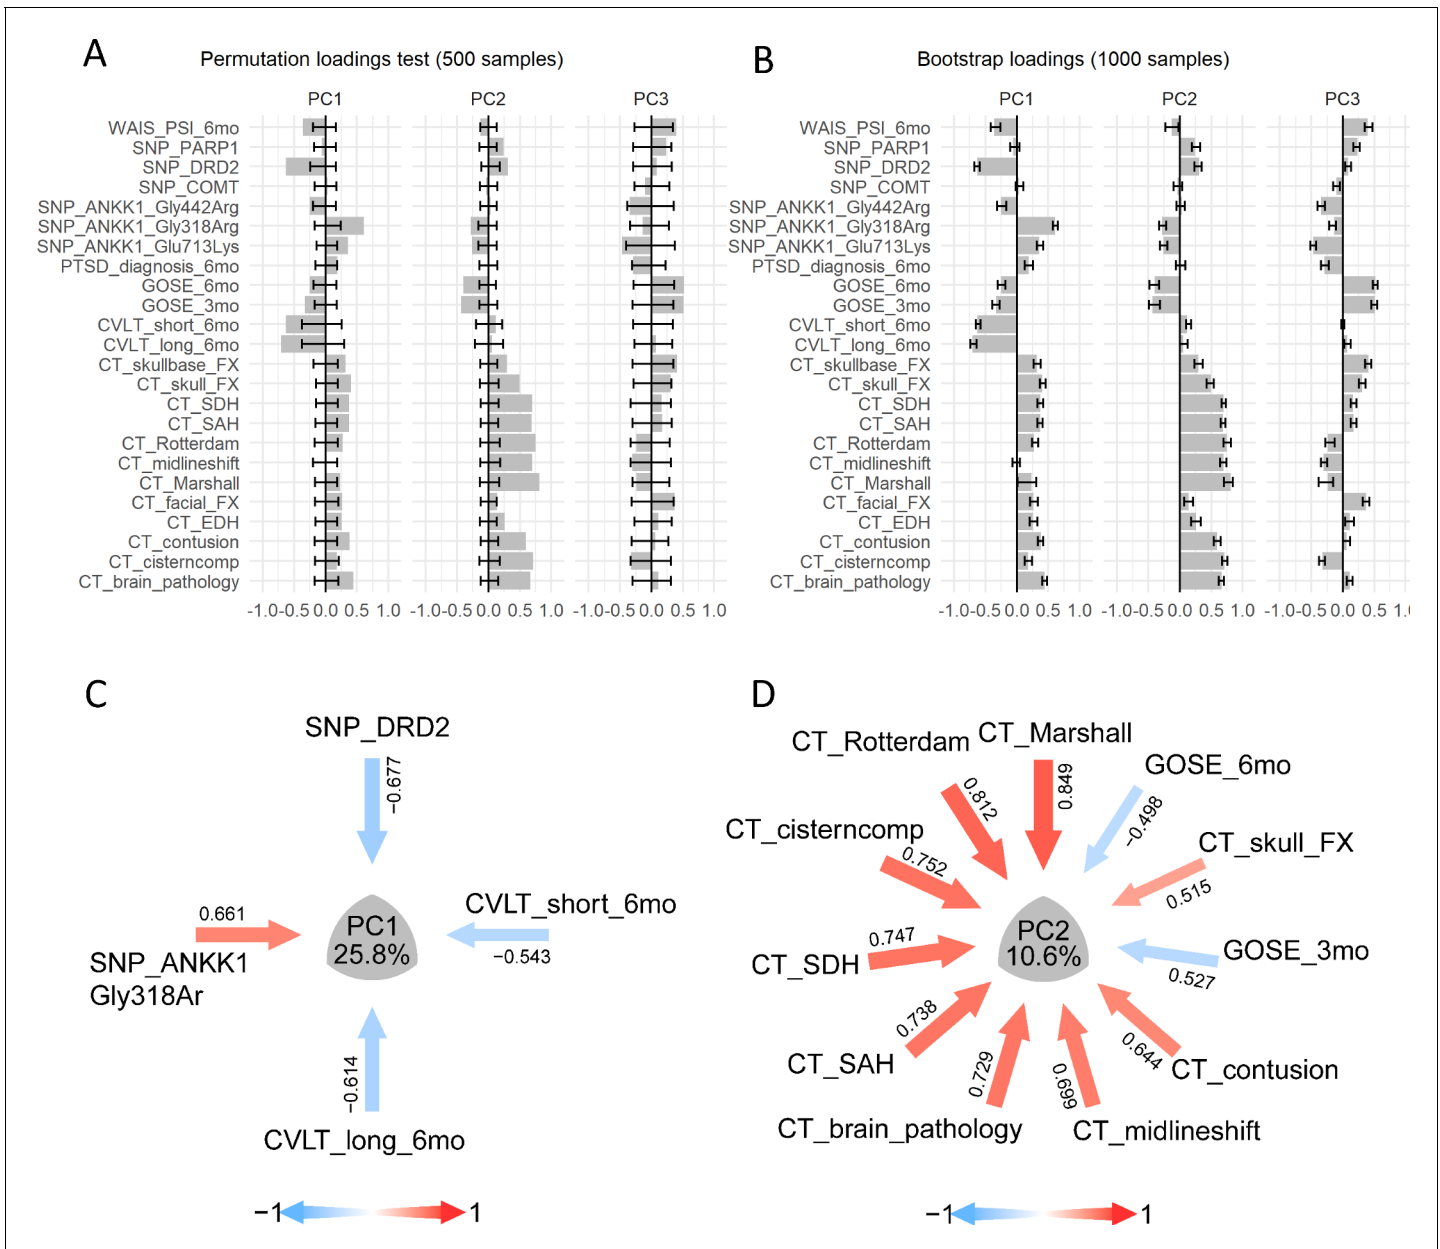 A
Permutation loadings test (500 samples)
PC1
PC2
PC3
WAIS_PSI_6mo
SNP_PARP1
SNP_DRD2
SNP_COMT
SNP_ANKK1_Gly442Arg
SNP_ANKK1_Gly318Arg
SNP_ANKK1_Glu713Lys
PTSD_diagnosis_6mo
GOSE_6mo
GOSE_3mo
CVLT_short_6mo
CVLT_long_6mo
CT_skullbase_FX
CT_skull_FX
CT_SDH
CT_SAH
CT_Rotterdam
CT_midlineshift
CT_Marshall
CT_facial_FX
CT_EDH
CT_contusion
CT_cisterncomp
CT_brain_pathology
-1.0-0.5 0.0 0.5 1.0
-1.0-0.5 0.0 0.5 1.0
-1.0-0.5 0.0 0.5 1.0
B
Bootstrap loadings (1000 samples)
PC1
PC2
PC3
WAIS_PSI_6mo
SNP_PARP1
SNP_DRD2
SNP_COMT
SNP_ANKK1_Gly442Arg
SNP_ANKK1_Gly318Arg
SNP_ANKK1_Glu713Lys
PTSD_diagnosis_6mo
GOSE_6mo
GOSE_3mo
CVLT_short_6mo
CVLT_long_6mo
CT_skullbase_FX
CT_skull_FX
CT_SDH
CT_SAH
CT_Rotterdam
CT_midlineshift
CT_Marshall
CT_facial_FX
CT_EDH
CT_contusion
CT_cisterncomp
CT_brain_pathology
-1.0-0.5 0.0 0.5 1.0
-1.0-0.5 0.0 0.5 1.0
-1.0-0.5 0.0 0.5
C
SNP_DRD2
−0.677
0.661
SNP_ANKK1
Gly318Ar
PC1
25.8%
CVLT_short_6mo
−0.543
−0.614
CVLT_long_6mo
−1
1
D
CT_Rotterdam
CT_Marshall
GOSE_6mo
0.812
0.849
−0.498
CT_cisterncomp
0.752
CT_skull_FX
0.515
PC2
10.6%
0.747
CT_SDH
GOSE_3mo
0.527
0.738
CT_SAH
0.644
CT_contusion
0.729
CT_brain_pathology
0.699
CT_midlineshift
−1
1